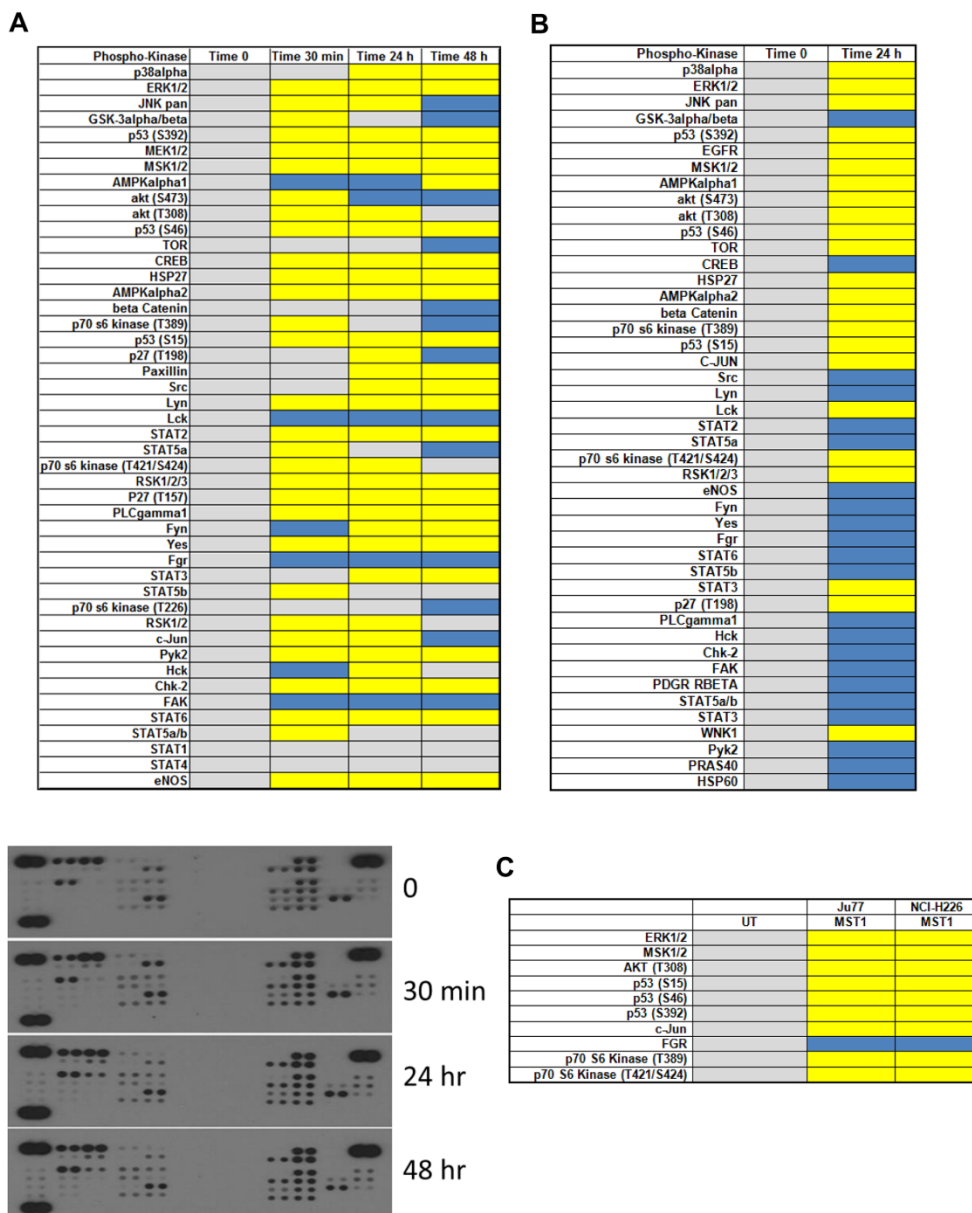 A
Phospho-Kinase Time 0 Time 30 min Time 24 h Time 48 h
p38alpha
ERK1/2
JNK pan
GSK-3alpha/beta
p53 (S392)
MEK1/2
MSK1/2
AMPKalpha1
akt (S473)
akt (T308)
p53 (S46)
TOR
CREB
HSP27
AMPKalpha2
beta Catenin
p70 s6 kinase (T389)
p53 (S15)
p27 (T198)
Paxillin
Src
Lyn
Lck
STAT2
STAT5a
p70 s6 kinase (T421/S424)
RSK1/2/3
P27 (T157)
PLCgamma1
Fyn
Yes
Fgr
STAT3
STAT5b
p70 s6 kinase (T226)
RSK1/2
c-Jun
Pyk2
Hck
Chk-2
FAK
STAT6
STAT5a/b
STAT1
STAT4
eNOS
B
Phospho-Kinase Time 0 Time 24 h
p38alpha
ERK1/2
JNK pan
GSK-3alpha/beta
p53 (S392)
EGFR
MSK1/2
AMPKalpha1
akt (S473)
akt (T308)
p53 (S46)
TOR
CREB
HSP27
AMPKalpha2
beta Catenin
p70 s6 kinase (T389)
p53 (S15)
C-JUN
Src
Lyn
Lck
STAT2
STAT5a
p70 s6 kinase (T421/S424)
RSK1/2/3
eNOS
Fyn
Yes
Fgr
STAT6
STAT5b
STAT3
p27 (T198)
PLCgamma1
Hck
Chk-2
FAK
PDGR RBETA
STAT5a/b
STAT3
WNK1
Pyk2
PRAS40
HSP60
0
30 min
24 hr
48 hr
C
Ju77 NCI-H226
UT MST1 MST1
ERK1/2
MSK1/2
AKT (T308)
p53 (S15)
p53 (S46)
p53 (S392)
c-Jun
FGR
p70 S6 Kinase (T389)
p70 S6 Kinase (T421/S424)